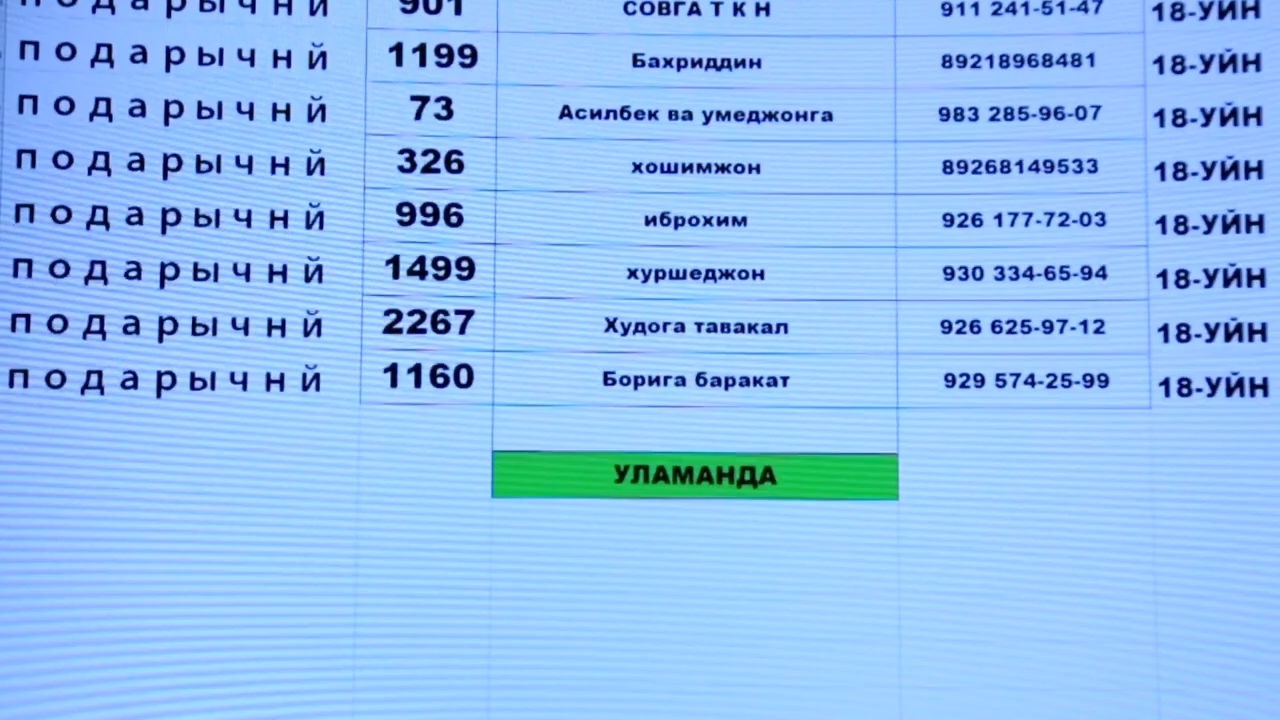 подарычнй 901 СОВГА Т К Н 911 241-51-47 18-УЙН
подарычнй 1199 Бахриддин 89218968481 18-УЙН
подарычнй 73 Асилбек ва умеджонга 983 285-96-07 18-УЙН
подарычнй 326 хошимжон 89268149533 18-УЙН
подарычнй 996 иброхим 926 177-72-03 18-УЙН
подарычнй 1499 хуршеджон 930 334-65-94 18-УЙН
подарычнй 2267 Худога тавакал 926 625-97-12 18-УЙН
подарычнй 1160 Борига баракат 929 574-25-99 18-УЙН
УЛАМАНДА